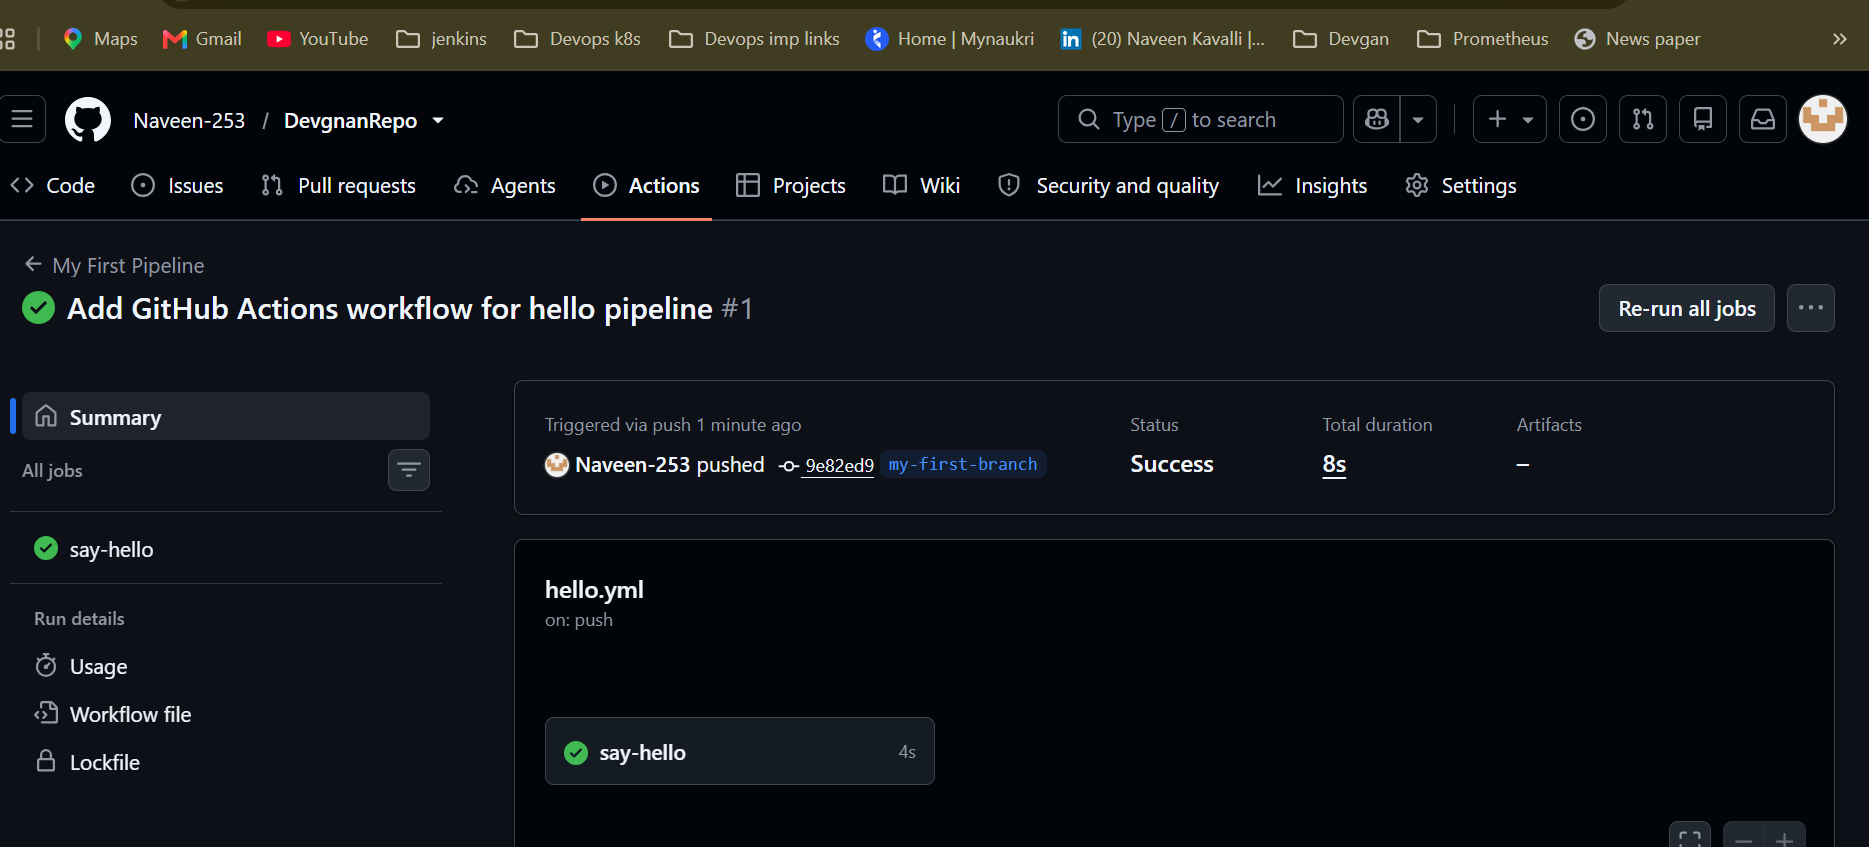 Maps Gmail YouTube jenkins Devops k8s Devops imp links Home | Mynaukri (20) Naveen Kavalli |... Devgan Prometheus News paper »
Naveen-253 / DevgnanRepo Type / to search
Code Issues Pull requests Agents Actions Projects Wiki Security and quality Insights Settings
← My First Pipeline
Add GitHub Actions workflow for hello pipeline #1
Re-run all jobs ...
Summary
All jobs
say-hello
Run details
Usage
Workflow file
Lockfile
Triggered via push 1 minute ago
Naveen-253 pushed 9e82ed9 my-first-branch
Status
Success
Total duration
8s
Artifacts
–
hello.yml
on: push
say-hello 4s